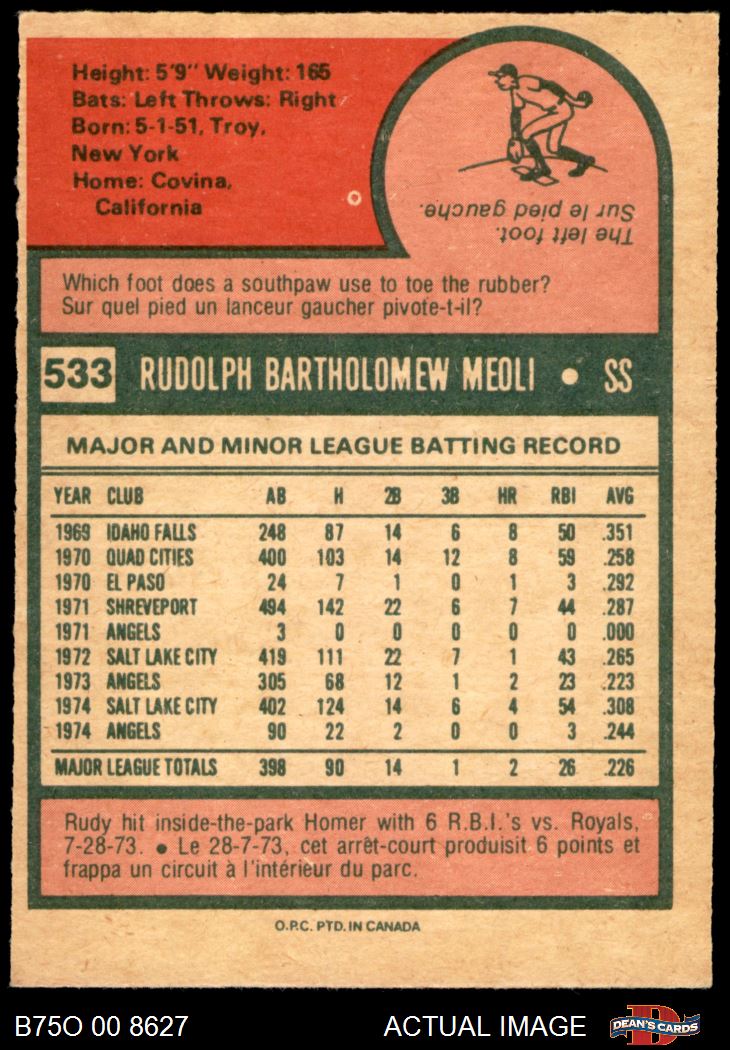 Height: 5'9" Weight: 165
Bats: Left Throws: Right
Born: 5-1-51, Troy,
New York
Home: Covina,
California
The left foot.
Sur le pied gauche.
Which foot does a southpaw use to toe the rubber?
Sur quel pied un lanceur gaucher pivote-t-il?
533 RUDOLPH BARTHOLOMEW MEOLI • SS
MAJOR AND MINOR LEAGUE BATTING RECORD
YEAR CLUB AB H 2B 3B HR RBI AVG
1969 IDAHO FALLS 248 87 14 6 8 50 .351
1970 QUAD CITIES 400 103 14 12 8 59 .258
1970 EL PASO 24 7 1 0 1 3 .292
1971 SHREVEPORT 494 142 22 6 7 44 .287
1971 ANGELS 3 0 0 0 0 0 .000
1972 SALT LAKE CITY 419 111 22 7 1 43 .265
1973 ANGELS 305 68 12 1 2 23 .223
1974 SALT LAKE CITY 402 124 14 6 4 54 .308
1974 ANGELS 90 22 2 0 0 3 .244
MAJOR LEAGUE TOTALS 398 90 14 1 2 26 .226
Rudy hit inside-the-park Homer with 6 R.B.I.'s vs. Royals,
7-28-73. • Le 28-7-73, cet arrêt-court produisit 6 points et
frappa un circuit à l'intérieur du parc.
O.P.C. PTD. IN CANADA
B75O 00 8627 ACTUAL IMAGE DEAN'S CARDS